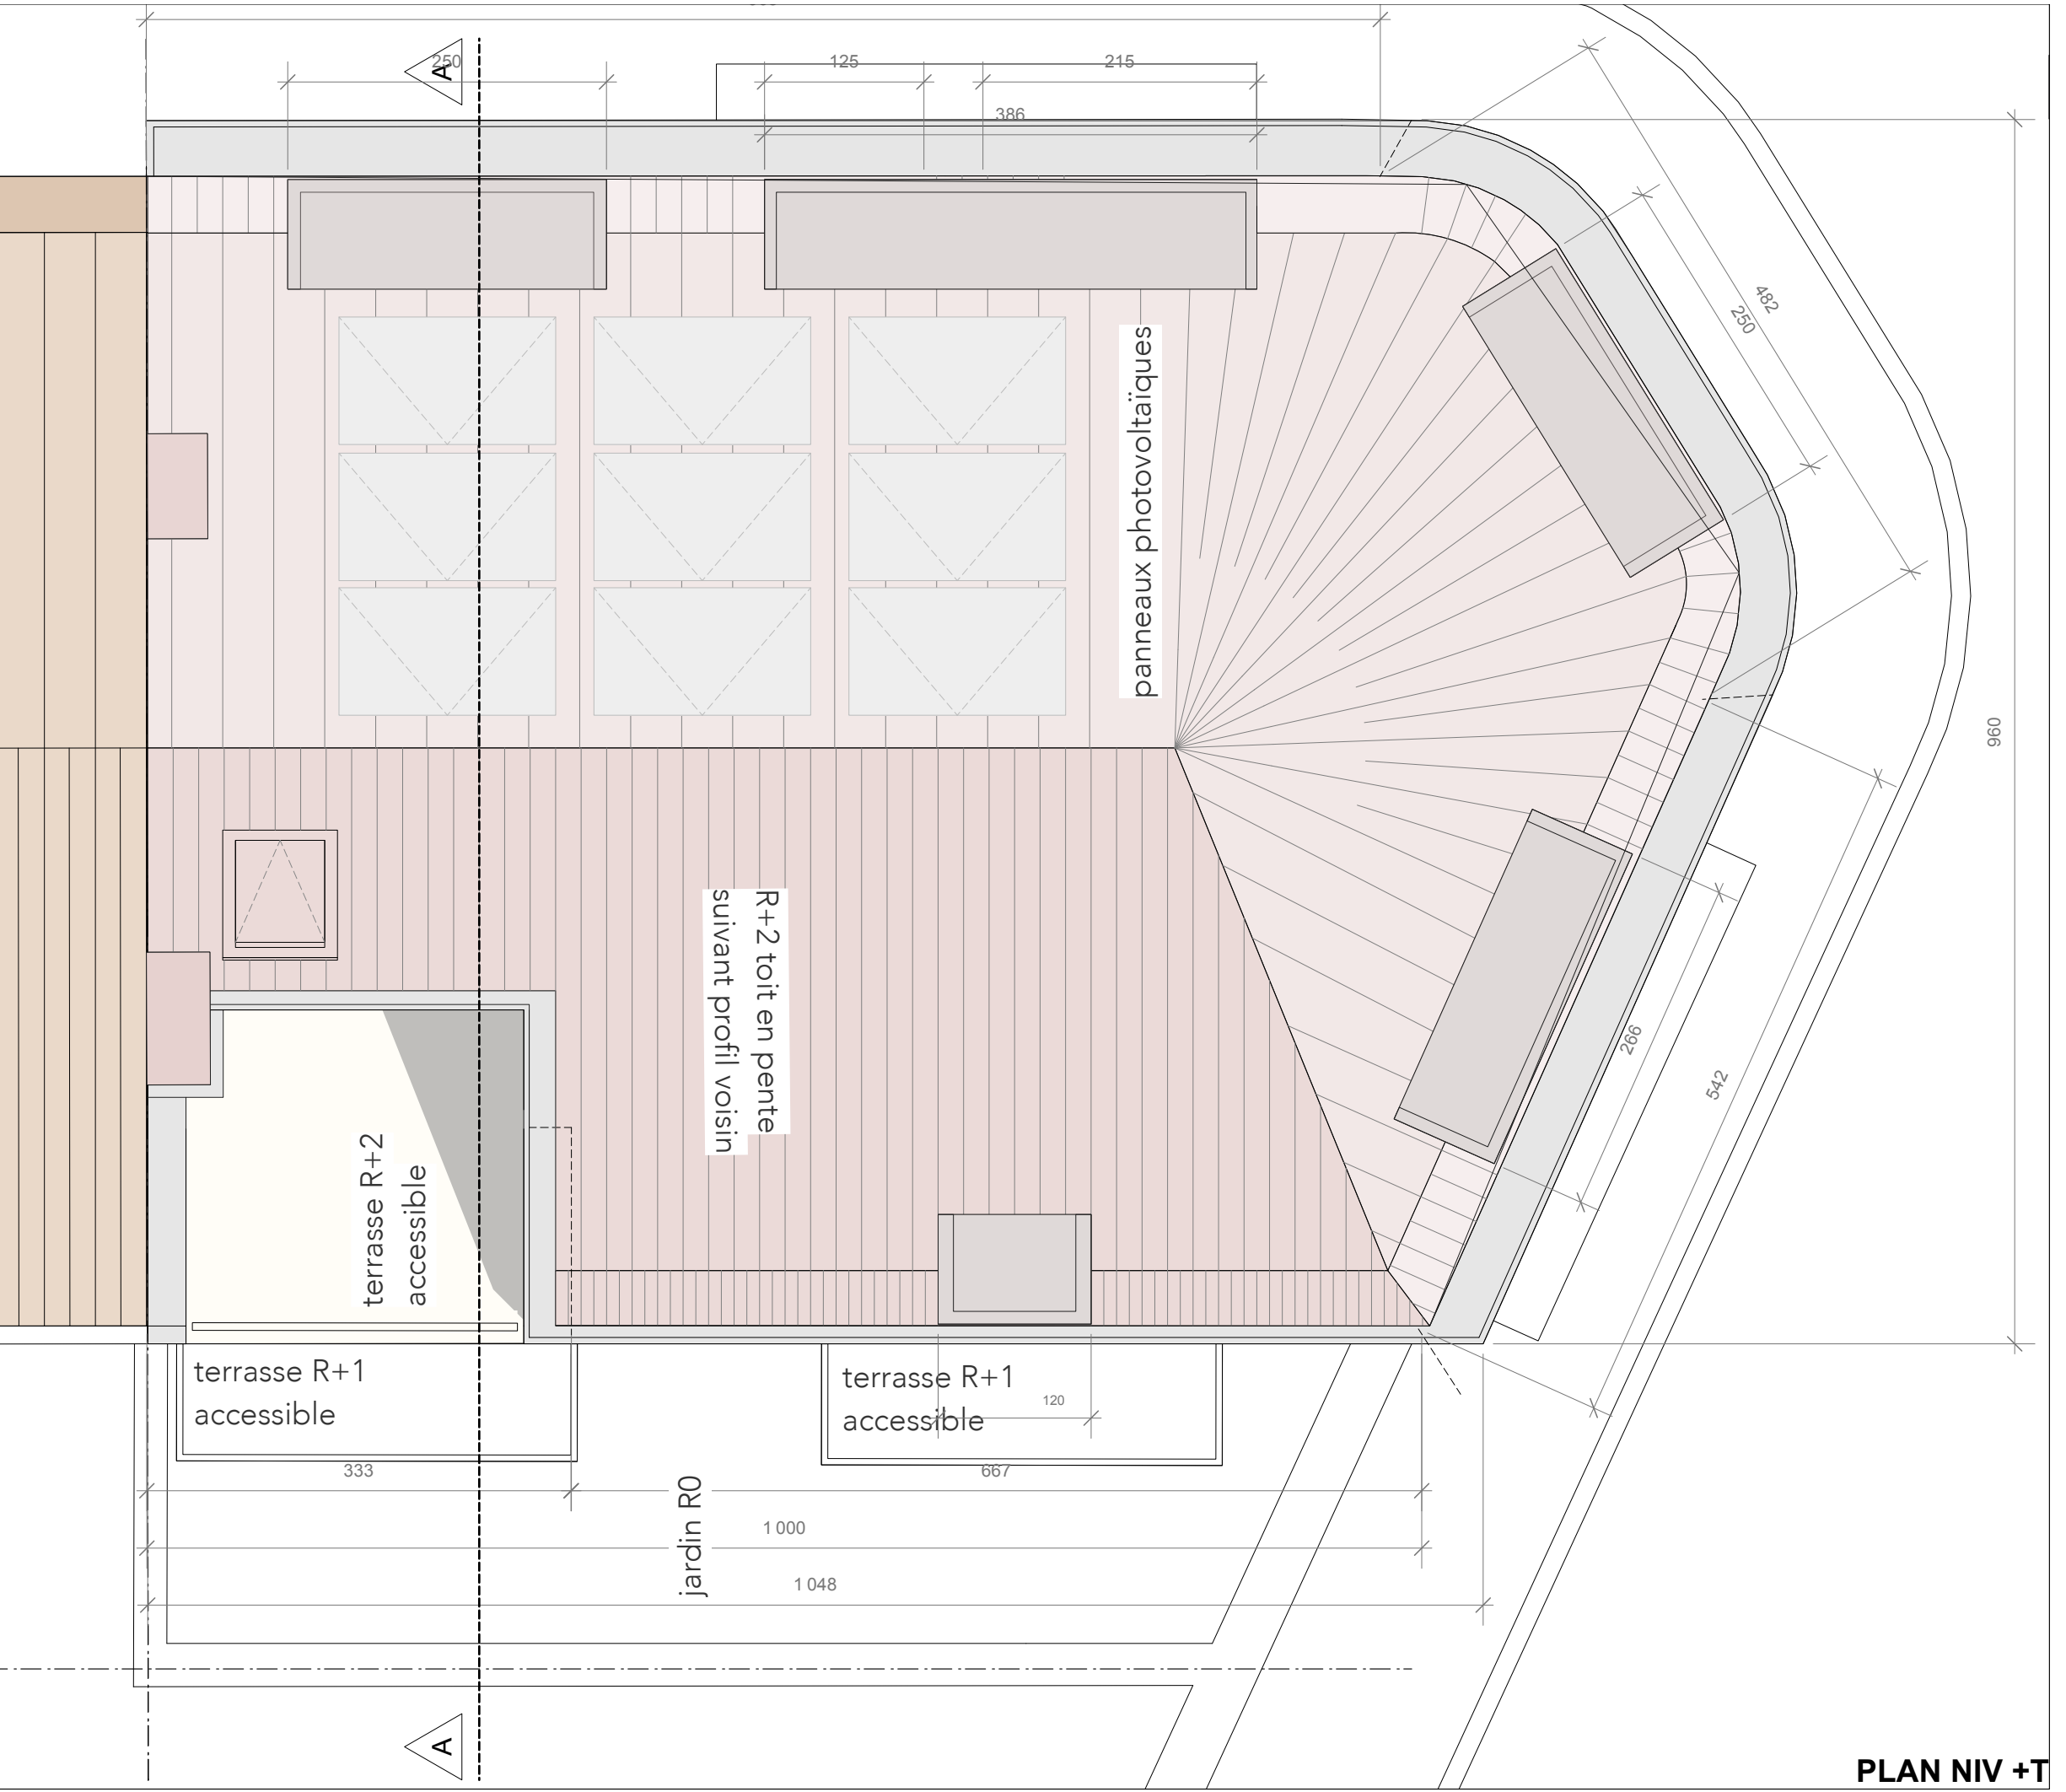 250
A
125
215
386
482
250
960
panneaux photovoltaïques
R+2 toit en pente
suivant profil voisin
terrasse R+2
accessible
266
542
terrasse R+1
accessible
terrasse R+1
accessible
120
333
667
jardin R0
1 000
1 048
A
PLAN NIV +T